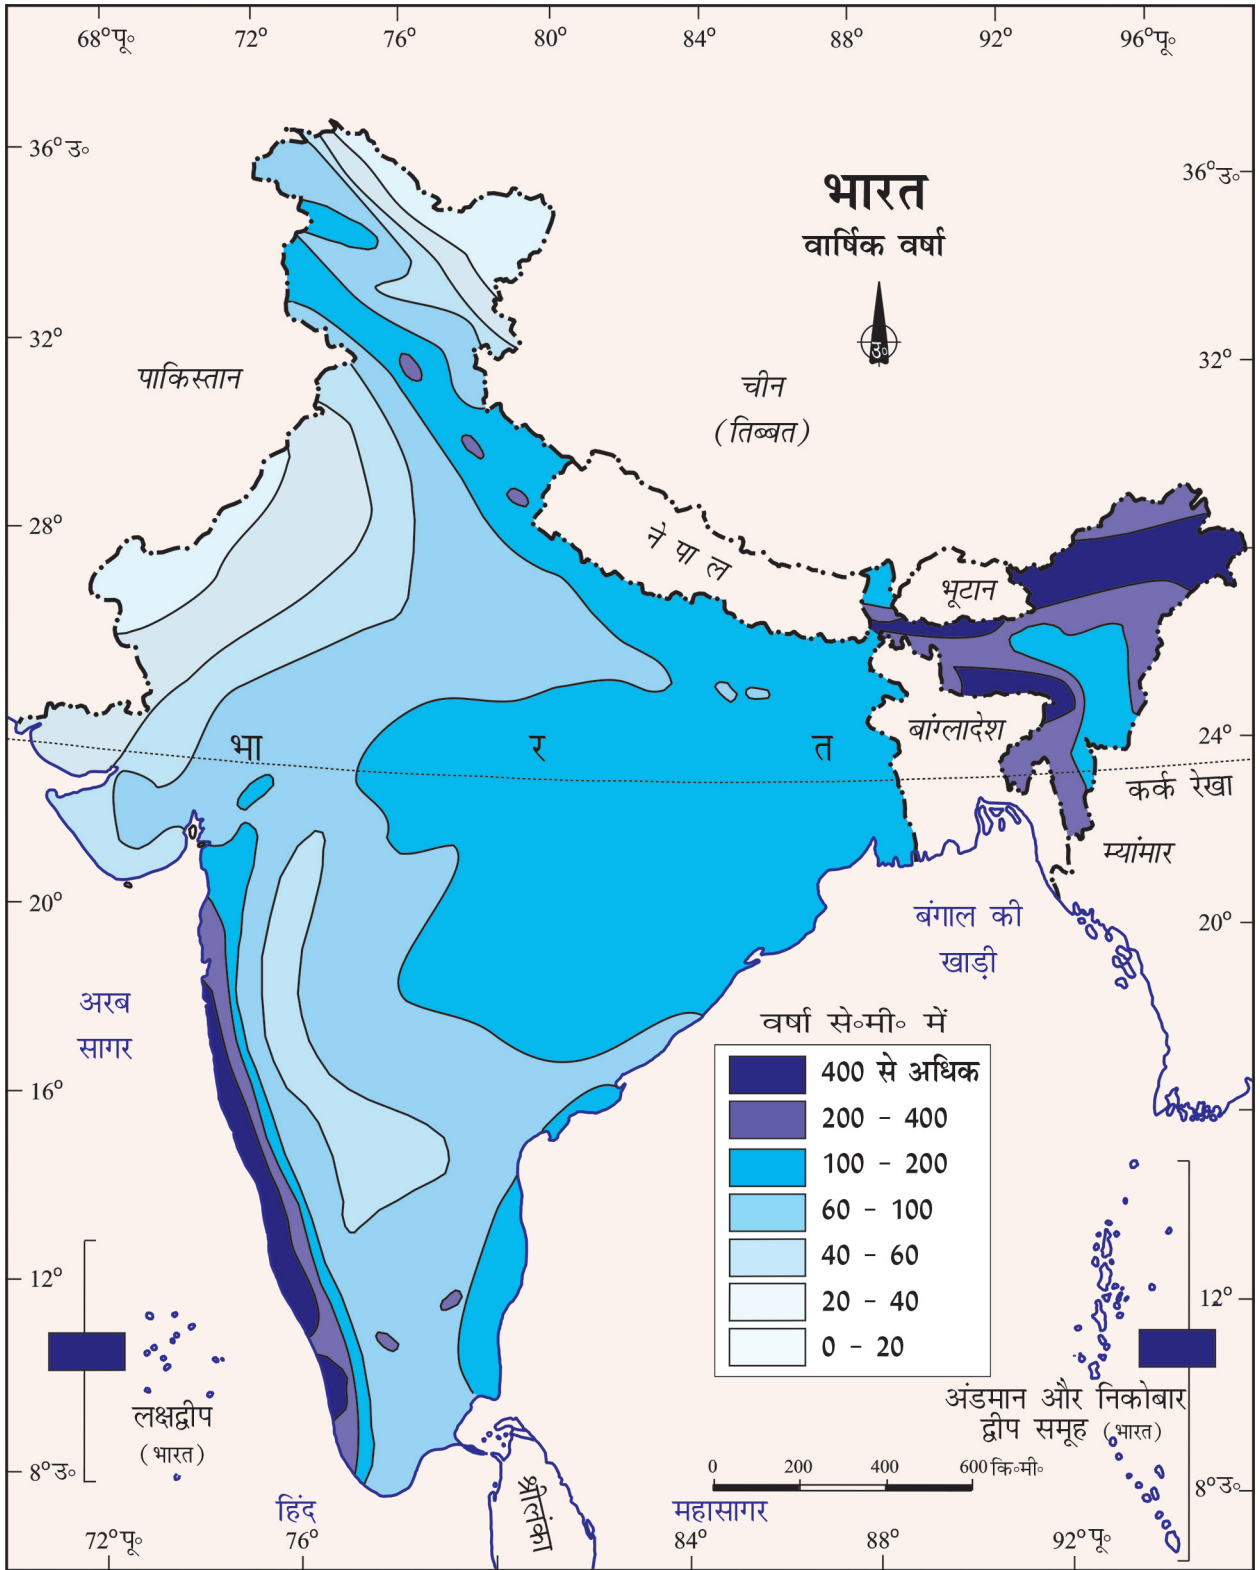 68°पू॰ 72° 76° 80° 84° 88° 92° 96°पू॰
36°उ॰
36°उ॰
भारत
वार्षिक वर्षा
उ॰
32°
32°
पाकिस्तान
चीन
(तिब्बत)
28°
नेपाल
भूटान
बांग्लादेश
भारत
24°
कर्क रेखा
म्यांमार
20°
20°
बंगाल की
खाड़ी
अरब
सागर
वर्षा से॰मी॰ में
400 से अधिक
200 - 400
100 - 200
60 - 100
40 - 60
20 - 40
0 - 20
16°
12°
12°
लक्षद्वीप
(भारत)
अंडमान और निकोबार
द्वीप समूह (भारत)
0 200 400 600 कि॰मी॰
8°उ॰
8°उ॰
हिंद
श्रीलंका
महासागर
72°पू॰ 76° 84° 88° 92°पू॰